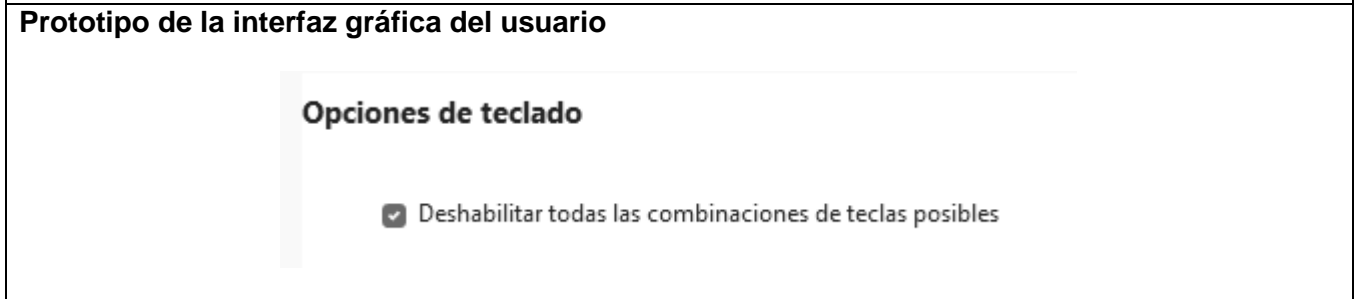 Prototipo de la interfaz gráfica del usuario
Opciones de teclado
Deshabilitar todas las combinaciones de teclas posibles